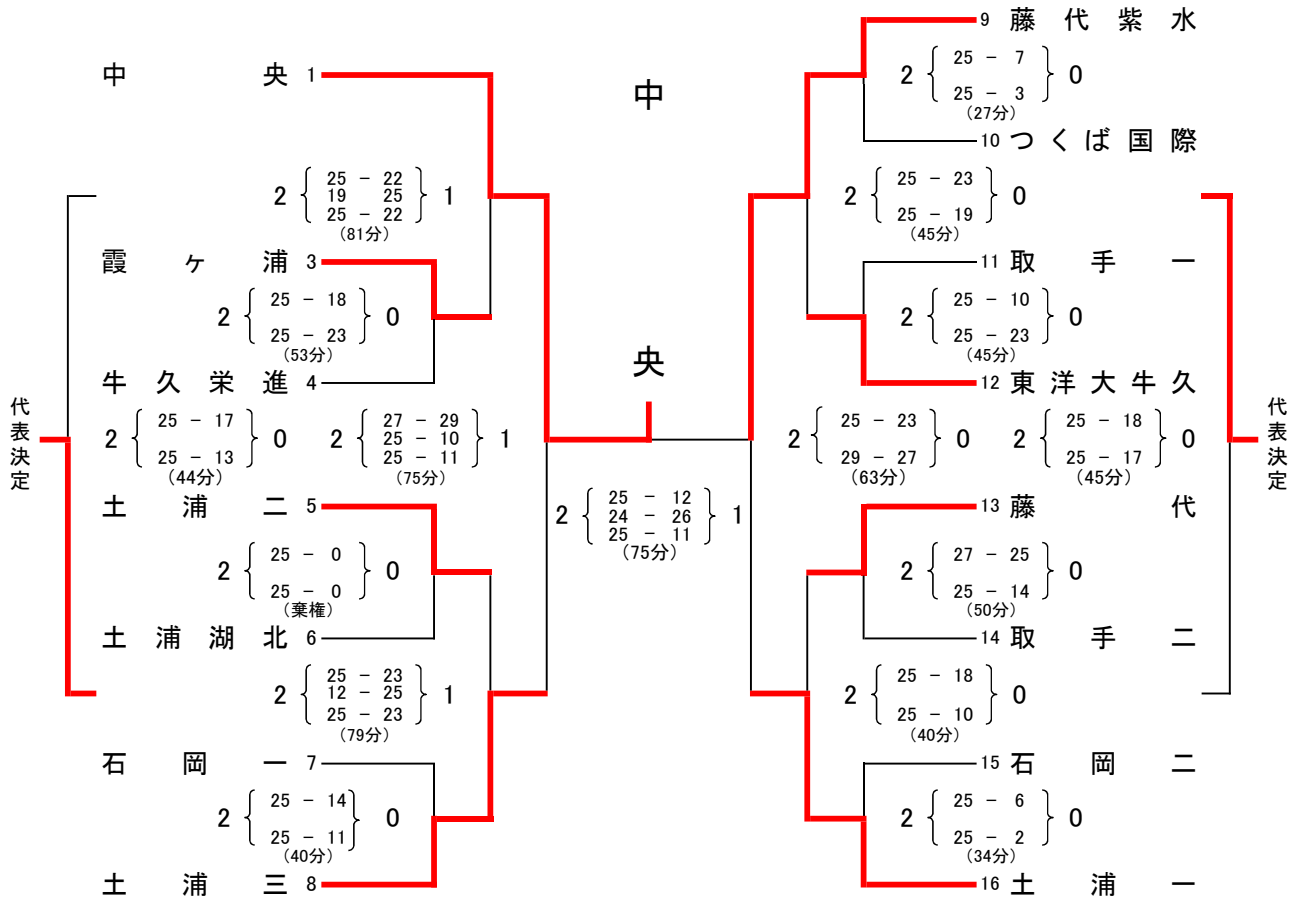 中央 1
2 25 - 22 1
19 25
25 - 22
(81分)
霞ヶ浦 3
2 25 - 18 0
25 - 23
(53分)
牛久栄進 4
代表決定
2 25 - 17 0
25 - 13
(44分)
2 27 - 29 1
25 - 10
25 - 11
(75分)
土浦二 5
2 25 - 0 0
25 - 0
(棄権)
土浦湖北 6
2 25 - 23 1
12 - 25
25 - 23
(79分)
石岡一 7
2 25 - 14 0
25 - 11
(40分)
土浦三 8
中
央
2 25 - 12 1
24 - 26
25 - 11
(75分)
9 藤代紫水
2 25 - 7 0
25 - 3
(27分)
10 つくば国際
2 25 - 23 0
25 - 19
(45分)
11 取手一
2 25 - 10 0
25 - 23
(45分)
12 東洋大牛久
2 25 - 23 0
29 - 27
(63分)
2 25 - 18 0
25 - 17
(45分)
代表決定
13 藤代
2 27 - 25 0
25 - 14
(50分)
14 取手二
2 25 - 18 0
25 - 10
(40分)
15 石岡二
2 25 - 6 0
25 - 2
(34分)
16 土浦一